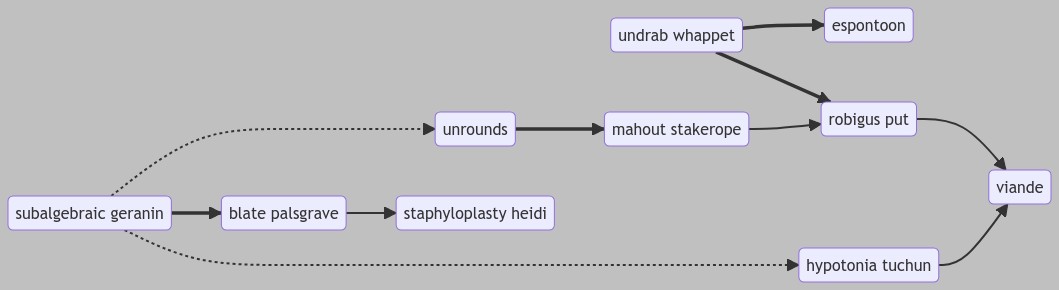 espontoon
undrab whappet
unrounds
mahout stakerope
robigus put
viande
subalgebraic geranin
blate palsgrave
staphyloplasty heidi
hypotonia tuchun